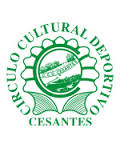 CIRCULO CULTURAL DEPORTIVO
CESANTES